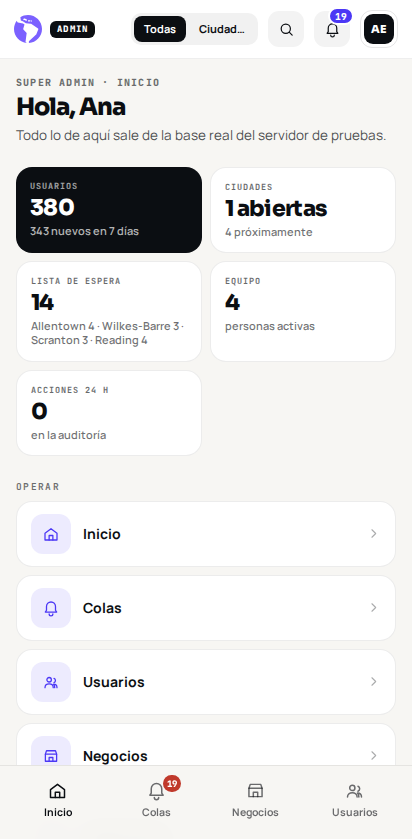 ADMIN
Todas
Ciudad...
19
AE
SUPER ADMIN · INICIO
Hola, Ana
Todo lo de aquí sale de la base real del servidor de pruebas.
USUARIOS
380
343 nuevos en 7 días
CIUDADES
1 abiertas
4 próximamente
LISTA DE ESPERA
14
Allentown 4 · Wilkes-Barre 3 ·
Scranton 3 · Reading 4
EQUIPO
4
personas activas
ACCIONES 24 H
0
en la auditoría
OPERAR
Inicio
Colas
Usuarios
Negocios
19
Inicio
Colas
Negocios
Usuarios